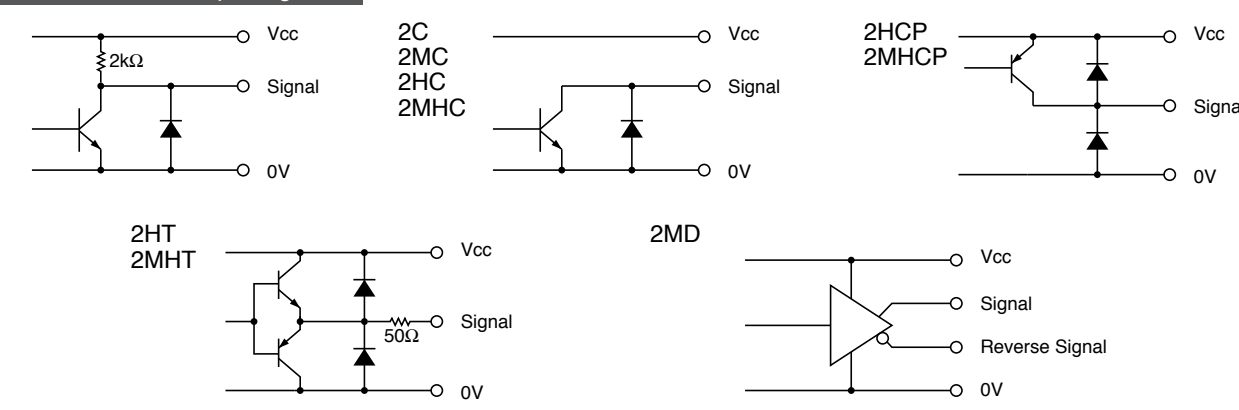 Vcc
2kΩ
Signal
0V
2C
2MC
2HC
2MHC
Vcc
Signal
0V
2HCP
2MHCP
Vcc
Signa
0V
2HT
2MHT
Vcc
Signal
50Ω
0V
2MD
Vcc
Signal
Reverse Signal
0V